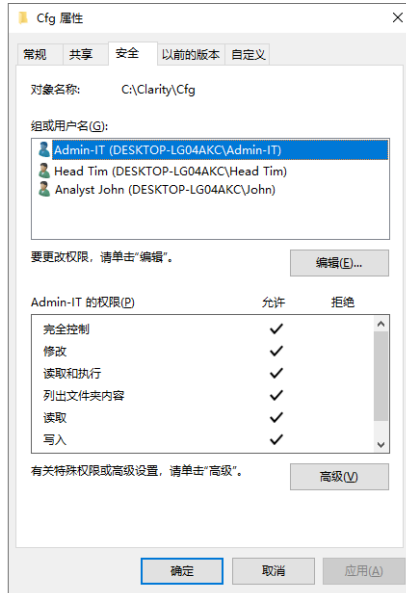 Cfg 属性
常规 共享 安全 以前的版本 自定义
对象名称: C:\Clarity\Cfg
组或用户名(G):
Admin-IT (DESKTOP-LG04AKC\Admin-IT)
Head Tim (DESKTOP-LG04AKC\Head Tim)
Analyst John (DESKTOP-LG04AKC\John)
要更改权限，请单击"编辑"。
编辑(E)...
Admin-IT 的权限(P) 允许 拒绝
完全控制
修改
读取和执行
列出文件夹内容
读取
写入
有关特殊权限或高级设置，请单击"高级"。
高级(V)
确定 取消 应用(A)